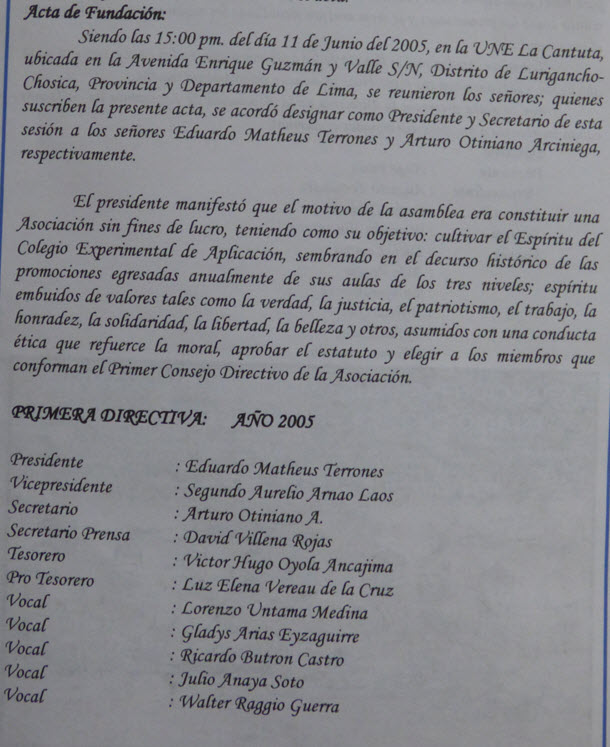 Acta de Fundación:
Siendo las 15:00 pm. del día 11 de Junio del 2005, en la UNE La Cantuta,
ubicada en la Avenida Enrique Guzmán y Valle S/N, Distrito de Lurigancho-
Chosica, Provincia y Departamento de Lima, se reunieron los señores; quienes
suscriben la presente acta, se acordó designar como Presidente y Secretario de esta
sesión a los señores Eduardo Matheus Terrones y Arturo Otiniano Arciniega,
respectivamente.
El presidente manifestó que el motivo de la asamblea era constituir una
Asociación sin fines de lucro, teniendo como su objetivo: cultivar el Espíritu del
Colegio Experimental de Aplicación, sembrando en el decurso histórico de las
promociones egresadas anualmente de sus aulas de los tres niveles; espíritu
embuidos de valores tales como la verdad, la justicia, el patriotismo, el trabajo, la
honradez, la solidaridad, la libertad, la belleza y otros, asumidos con una conducta
ética que refuerce la moral, aprobar el estatuto y elegir a los miembros que
conforman el Primer Consejo Directivo de la Asociación.
PRIMERA DIRECTIVA: AÑO 2005
Presidente : Eduardo Matheus Terrones
Vicepresidente : Segundo Aurelio Arnao Laos
Secretario : Arturo Otiniano A.
Secretario Prensa : David Villena Rojas
Tesorero : Victor Hugo Oyola Ancajima
Pro Tesorero : Luz Elena Vereau de la Cruz
Vocal : Lorenzo Untama Medina
Vocal : Gladys Arias Eyzaguirre
Vocal : Ricardo Butron Castro
Vocal : Julio Anaya Soto
Vocal : Walter Raggio Guerra